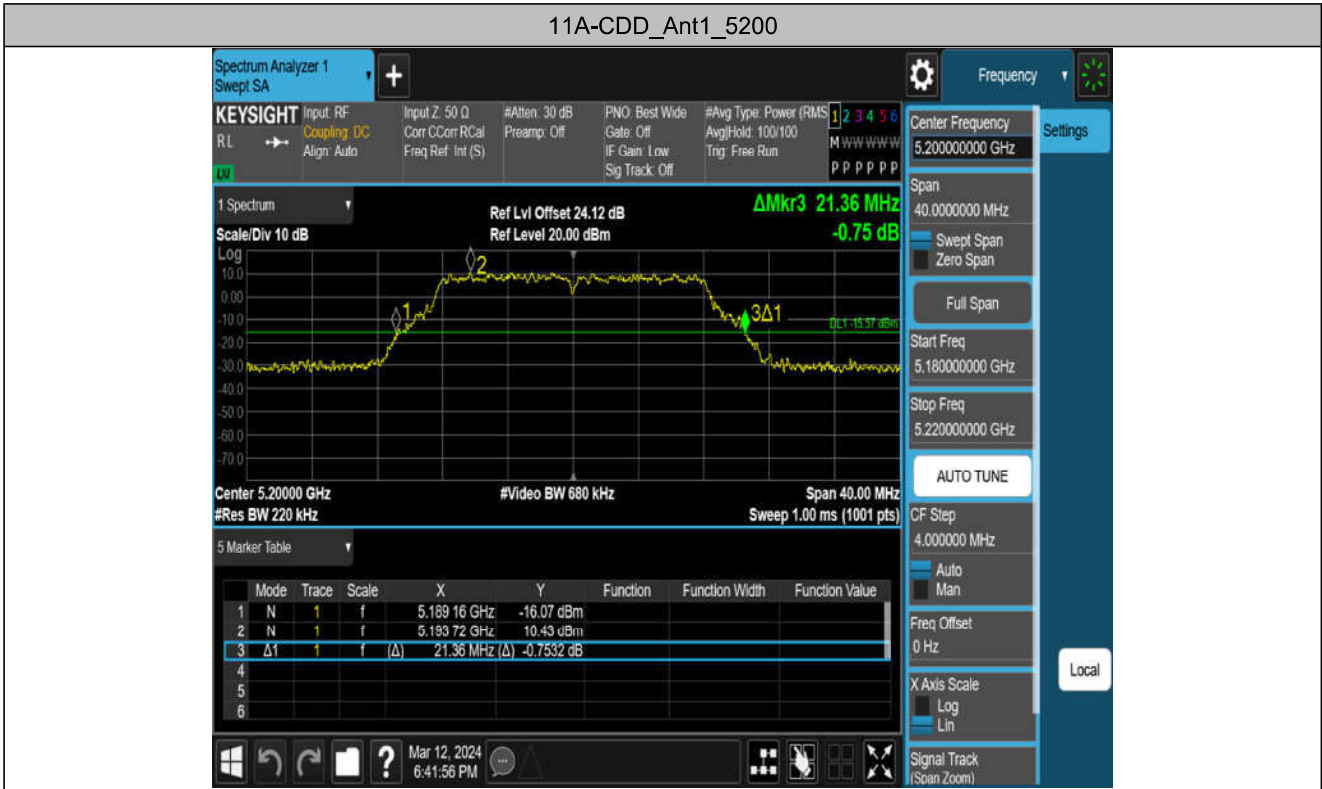 11A-CDD_Ant1_5200
Spectrum Analyzer 1
Swept SA
+
Frequency
KEYSIGHT
RL
LXI
Input: RF
Coupling: DC
Align: Auto
Input Z: 50 Ω
Corr CCorr RCal
Freq Ref: Int (S)
#Atten: 30 dB
Preamp: Off
PNO: Best Wide
Gate: Off
IF Gain: Low
Sig Track: Off
#Avg Type: Power (RMS
Avg|Hold: 100/100
Trig: Free Run
1 2 3 4 5 6
M W W W W W
P P P P P P
1 Spectrum
Scale/Div 10 dB
Ref Lvl Offset 24.12 dB
Ref Level 20.00 dBm
ΔMkr3 21.36 MHz
-0.75 dB
Log
10.0
0.00
-10.0
-20.0
-30.0
-40.0
-50.0
-60.0
-70.0
2
1
3Δ1
DL1 -15.57 dBm
Center 5.20000 GHz
#Video BW 680 kHz
Span 40.00 MHz
#Res BW 220 kHz
Sweep 1.00 ms (1001 pts)
5 Marker Table
Mode Trace Scale X Y Function Function Width Function Value
1 N 1 f 5.189 16 GHz -16.07 dBm
2 N 1 f 5.193 72 GHz 10.43 dBm
3 Δ1 1 f (Δ) 21.36 MHz (Δ) -0.7532 dB
4
5
6
Mar 12, 2024
6:41:56 PM
?
Center Frequency
5.200000000 GHz
Settings
Span
40.0000000 MHz
Swept Span
Zero Span
Full Span
Start Freq
5.180000000 GHz
Stop Freq
5.220000000 GHz
AUTO TUNE
CF Step
4.000000 MHz
Auto
Man
Freq Offset
0 Hz
Local
X Axis Scale
Log
Lin
Signal Track
(Span Zoom)